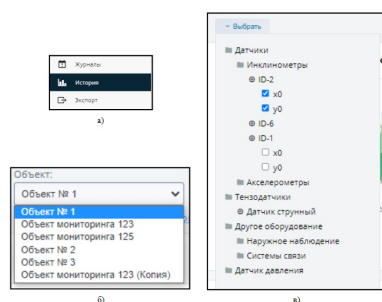 Журналы
История
Экспорт
а)
Объект:
Объект № 1
Объект № 1
Объект мониторинга 123
Объект мониторинга 125
Объект № 2
Объект № 3
Объект мониторинга 123 (Копия)
б)
Выбрать
Датчики
Инклинометры
ID-2
x0
y0
ID-6
ID-1
x0
y0
Акселерометры
Тензодатчики
Датчик струнный
Другое оборудование
Наружное наблюдение
Системы связи
Датчик давления
в)